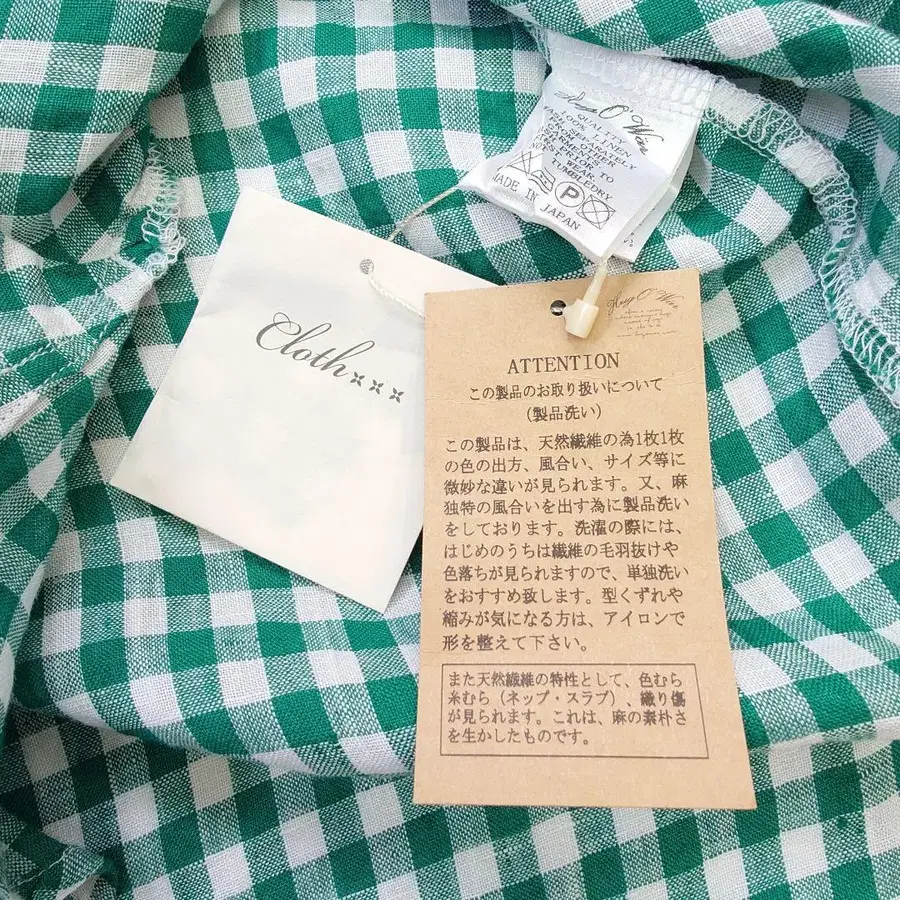 Hug O' War
QUALITY
100% LINEN
MADE IN JAPAN
Cloth
Hug O' War
ATTENTION
この製品のお取り扱いについて
(製品洗い)
この製品は、天然繊維の為1枚1枚
の色の出方、風合い、サイズ等に
微妙な違いが見られます。又、麻
独特の風合いを出す為に製品洗い
をしております。洗濯の際には、
はじめのうちは繊維の毛羽抜けや
色落ちが見られますので、単独洗い
をおすすめ致します。型くずれや
縮みが気になる方は、アイロンで
形を整えて下さい。
また天然繊維の特性として、色むら
糸むら（ネップ・スラブ）、織り傷
が見られます。これは、麻の素朴さ
を生かしたものです。